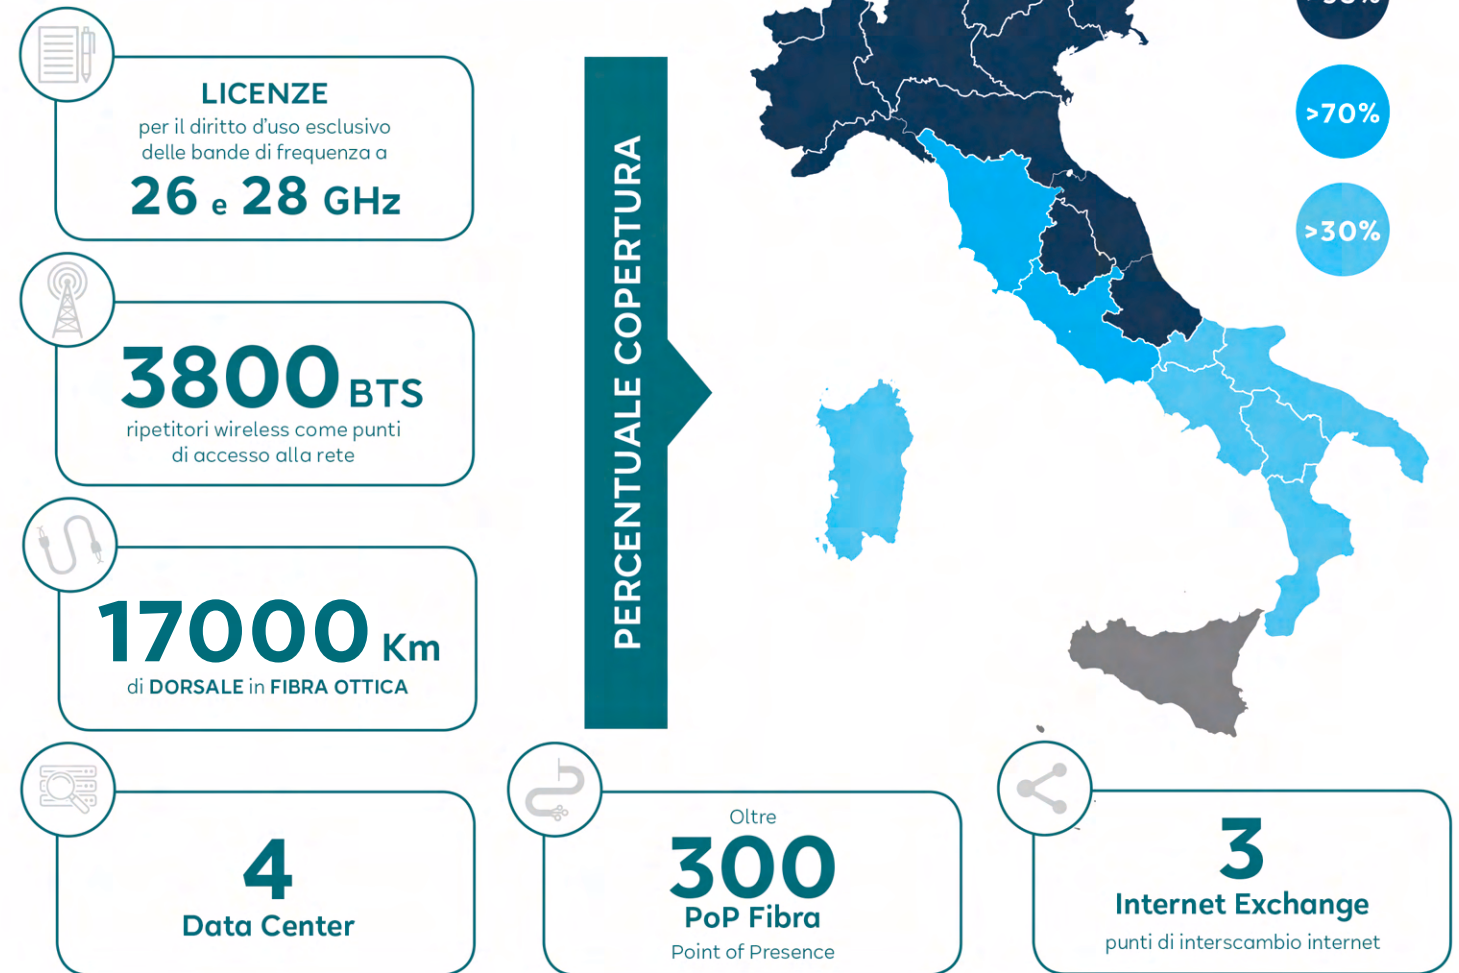 LICENZE
per il diritto d'uso esclusivo
delle bande di frequenza a
26 e 28 GHz
3800 BTS
ripetitori wireless come punti
di accesso alla rete
17000 Km
di DORSALE in FIBRA OTTICA
4
Data Center
PERCENTUALE COPERTURA
>70%
>30%
Oltre
300
PoP Fibra
Point of Presence
3
Internet Exchange
punti di interscambio internet